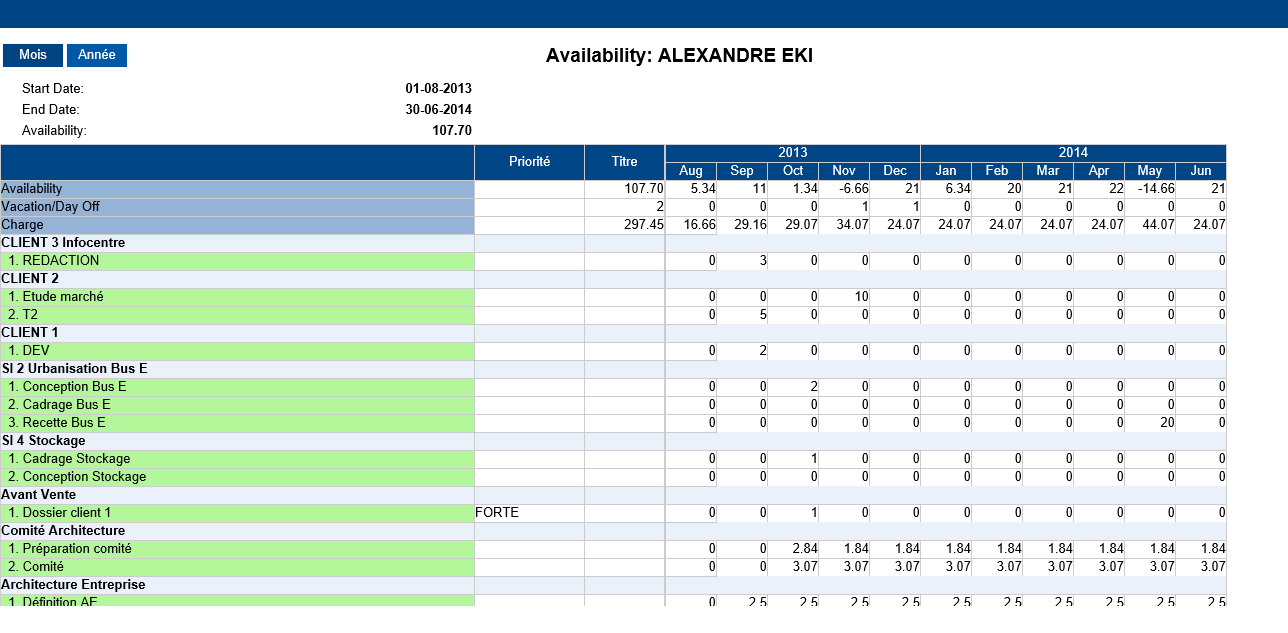 Mois Année Availability: ALEXANDRE EKI
Start Date: 01-08-2013
End Date: 30-06-2014
Availability: 107.70
Priorité Titre 2013 2014
Aug Sep Oct Nov Dec Jan Feb Mar Apr May Jun
Availability 107.70 5.34 11 1.34 -6.66 21 6.34 20 21 22 -14.66 21
Vacation/Day Off 2 0 0 0 1 1 0 0 0 0 0 0
Charge 297.45 16.66 29.16 29.07 34.07 24.07 24.07 24.07 24.07 24.07 44.07 24.07
CLIENT 3 Infocentre
1. REDACTION 0 3 0 0 0 0 0 0 0 0 0
CLIENT 2
1. Etude marché 0 0 0 10 0 0 0 0 0 0 0
2. T2 0 5 0 0 0 0 0 0 0 0 0
CLIENT 1
1. DEV 0 2 0 0 0 0 0 0 0 0 0
SI 2 Urbanisation Bus E
1. Conception Bus E 0 0 2 0 0 0 0 0 0 0 0
2. Cadrage Bus E 0 0 0 0 0 0 0 0 0 0 0
3. Recette Bus E 0 0 0 0 0 0 0 0 0 20 0
SI 4 Stockage
1. Cadrage Stockage 0 0 1 0 0 0 0 0 0 0 0
2. Conception Stockage 0 0 0 0 0 0 0 0 0 0 0
Avant Vente
1. Dossier client 1 FORTE 0 0 1 0 0 0 0 0 0 0 0
Comité Architecture
1. Préparation comité 0 0 2.84 1.84 1.84 1.84 1.84 1.84 1.84 1.84 1.84
2. Comité 0 0 3.07 3.07 3.07 3.07 3.07 3.07 3.07 3.07 3.07
Architecture Entreprise
1. Définition AE 0 2.5 2.5 2.5 2.5 2.5 2.5 2.5 2.5 2.5 2.5